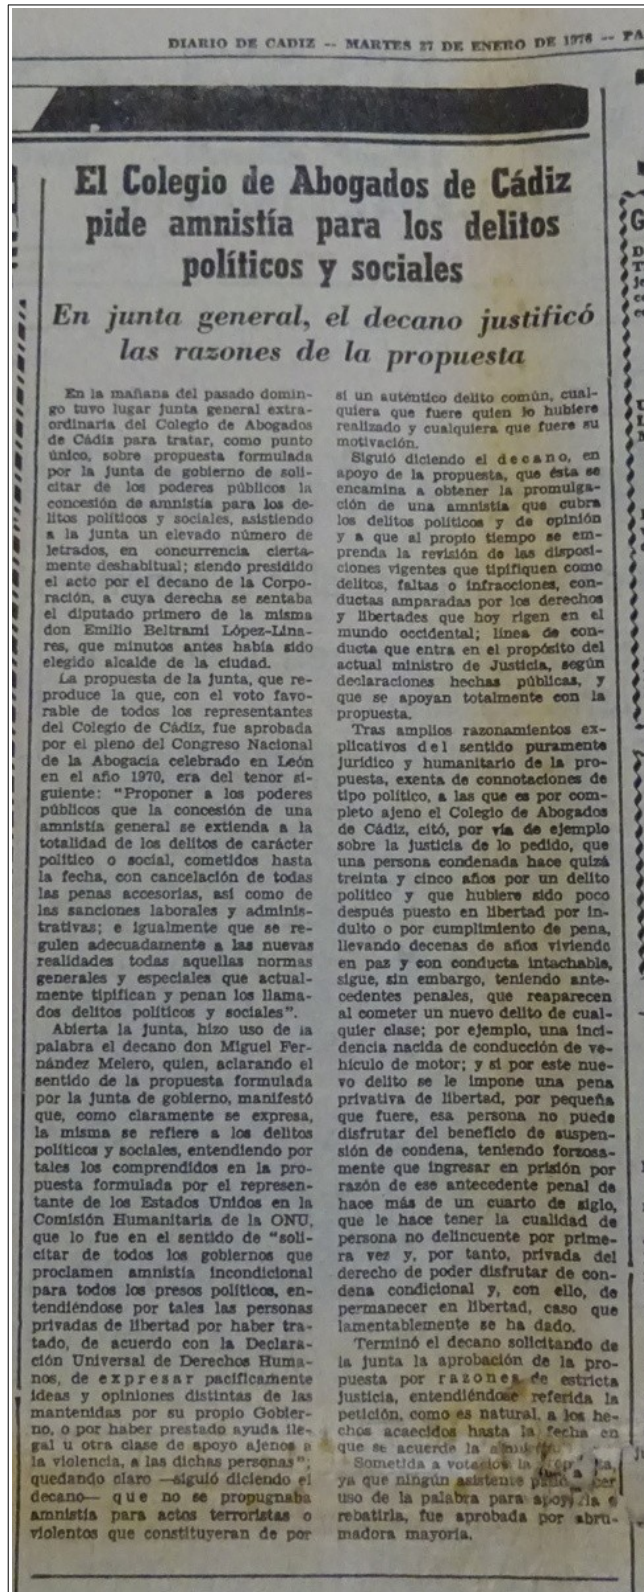 DIARIO DE CADIZ -- MARTES 27 DE ENERO DE 1976 -- PA
El Colegio de Abogados de Cádiz
pide amnistía para los delitos
políticos y sociales
En junta general, el decano justificó
las razones de la propuesta
En la mañana del pasado domin-
go tuvo lugar junta general extra-
ordinaria del Colegio de Abogados
de Cádiz para tratar, como punto
único, sobre propuesta formulada
por la junta de gobierno de soli-
citar de los poderes públicos la
concesión de amnistía para los de-
litos políticos y sociales, asistiendo
a la junta un elevado número de
letrados, en concurrencia cierta-
mente deshabitual; siendo presidido
el acto por el decano de la Corpo-
ración, a cuya derecha se sentaba
el diputado primero de la misma
don Emilio Beltrami López-Lina-
res, que minutos antes había sido
elegido alcalde de la ciudad.
La propuesta de la junta, que re-
produce la que, con el voto favo-
rable de todos los representantes
del Colegio de Cádiz, fue aprobada
por el pleno del Congreso Nacional
de la Abogacía celebrado en León
en el año 1970, era del tenor si-
guiente: "Proponer a los poderes
públicos que la concesión de una
amnistía general se extienda a la
totalidad de los delitos de carácter
político o social, cometidos hasta
la fecha, con cancelación de todas
las penas accesorias, así como de
las sanciones laborales y adminis-
trativas; e igualmente que se re-
gulen adecuadamente a las nuevas
realidades todas aquellas normas
generales y especiales que actual-
mente tipifican y penan los llama-
dos delitos políticos y sociales".
Abierta la junta, hizo uso de la
palabra el decano don Miguel Fer-
nández Melero, quien, aclarando el
sentido de la propuesta formulada
por la junta de gobierno, manifestó
que, como claramente se expresa,
la misma se refiere a los delitos
políticos y sociales, entendiendo por
tales los comprendidos en la pro-
puesta formulada por el represen-
tante de los Estados Unidos en la
Comisión Humanitaria de la ONU,
que lo fue en el sentido de "soli-
citar de todos los gobiernos que
proclamen amnistía incondicional
para todos los presos políticos, en-
tendiéndose por tales las personas
privadas de libertad por haber tra-
tado, de acuerdo con la Declara-
ción Universal de Derechos Huma-
nos, de expresar pacíficamente
ideas y opiniones distintas de las
mantenidas por su propio Gobier-
no, o por haber prestado ayuda ile-
gal u otra clase de apoyo ajenos a
la violencia, a las dichas personas";
quedando claro —siguió diciendo el
decano— que no se propugnaba
amnistía para actos terroristas o
violentos que constituyeran de por
si un auténtico delito común, cual-
quiera que fuere quien lo hubiere
realizado y cualquiera que fuere su
motivación.
Siguió diciendo el decano, en
apoyo de la propuesta, que ésta se
encamina a obtener la promulga-
ción de una amnistía que cubra
los delitos políticos y de opinión
y a que al propio tiempo se em-
prenda la revisión de las disposi-
ciones vigentes que tipifiquen como
delitos, faltas o infracciones, con-
ductas amparadas por los derechos
y libertades que hoy rigen en el
mundo occidental; línea de con-
ducta que entra en el propósito del
actual ministro de Justicia, según
declaraciones hechas públicas, y
que se apoyan totalmente con la
propuesta.
Tras amplios razonamientos ex-
plicativos del sentido puramente
jurídico y humanitario de la pro-
puesta, exenta de connotaciones de
tipo político, a las que es por com-
pleto ajeno el Colegio de Abogados
de Cádiz, citó, por vía de ejemplo
sobre la justicia de lo pedido, que
una persona condenada hace quizá
treinta y cinco años por un delito
político y que hubiere sido poco
después puesto en libertad por in-
dulto o por cumplimiento de pena,
llevando decenas de años viviendo
en paz y con conducta intachable,
sigue, sin embargo, teniendo ante-
cedentes penales, que reaparecen
al cometer un nuevo delito de cual-
quier clase; por ejemplo, una inci-
dencia nacida de conducción de ve-
hículo de motor; y si por este nue-
vo delito se le impone una pena
privativa de libertad, por pequeña
que fuere, esa persona no puede
disfrutar del beneficio de suspen-
sión de condena, teniendo forzosa-
mente que ingresar en prisión por
razón de ese antecedente penal de
hace más de un cuarto de siglo,
que le hace tener la cualidad de
persona no delincuente por prime-
ra vez y, por tanto, privada del
derecho de poder disfrutar de con-
dena condicional y, con ello, de
permanecer en libertad, caso que
lamentablemente se ha dado.
Terminó el decano solicitando de
la junta la aprobación de la pro-
puesta por razones de estricta
justicia, entendiéndose referida la
petición, como es natural, a los he-
chos acaecidos hasta la fecha en
que se acuerde la
Sometida a votación la
ya que ningún asistente
uso de la palabra para apoyarla o
rebatirla, fue aprobada por abru-
madora mayoría.